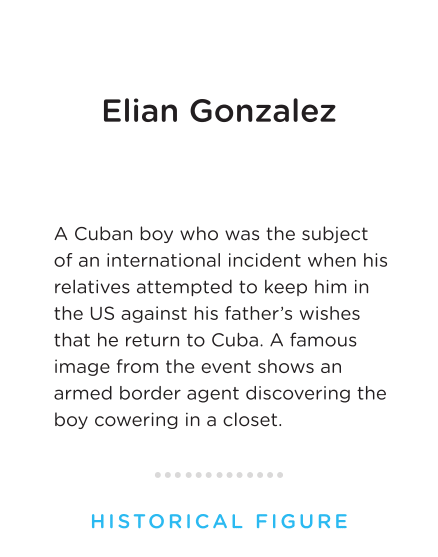 Elian Gonzalez
A Cuban boy who was the subject
of an international incident when his
relatives attempted to keep him in
the US against his father’s wishes
that he return to Cuba. A famous
image from the event shows an
armed border agent discovering the
boy cowering in a closet.
HISTORICAL FIGURE